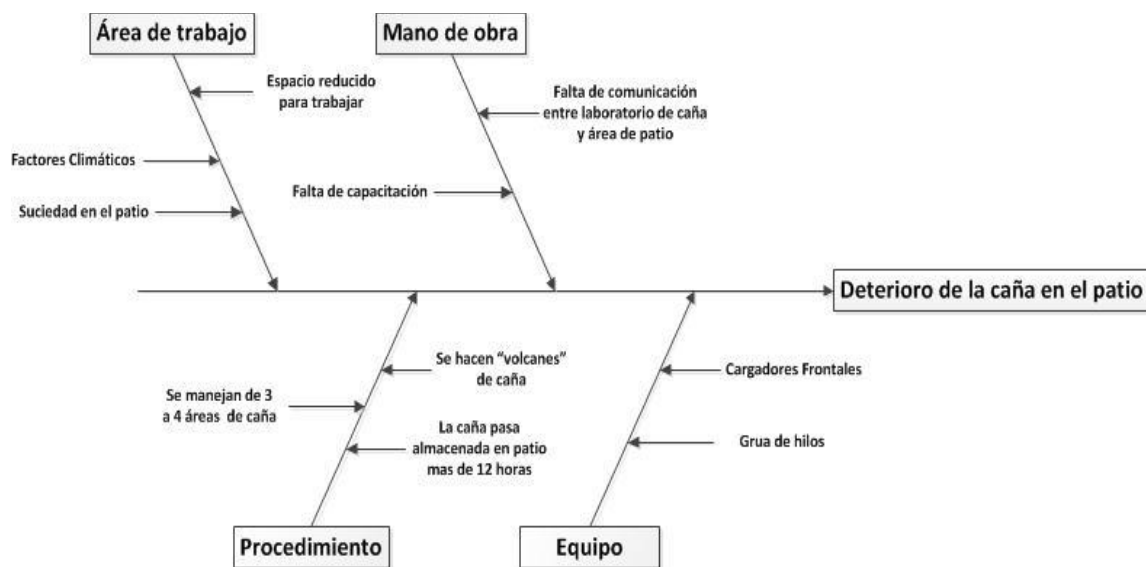 Área de trabajo
Mano de obra
Espacio reducido
para trabajar
Falta de comunicación
entre laboratorio de caña
y área de patio
Factores Climáticos
Falta de capacitación
Suciedad en el patio
Deterioro de la caña en el patio
Se hacen “volcanes”
de caña
Cargadores Frontales
Se manejan de 3
a 4 áreas de caña
La caña pasa
almacenada en patio
mas de 12 horas
Grua de hilos
Procedimiento
Equipo